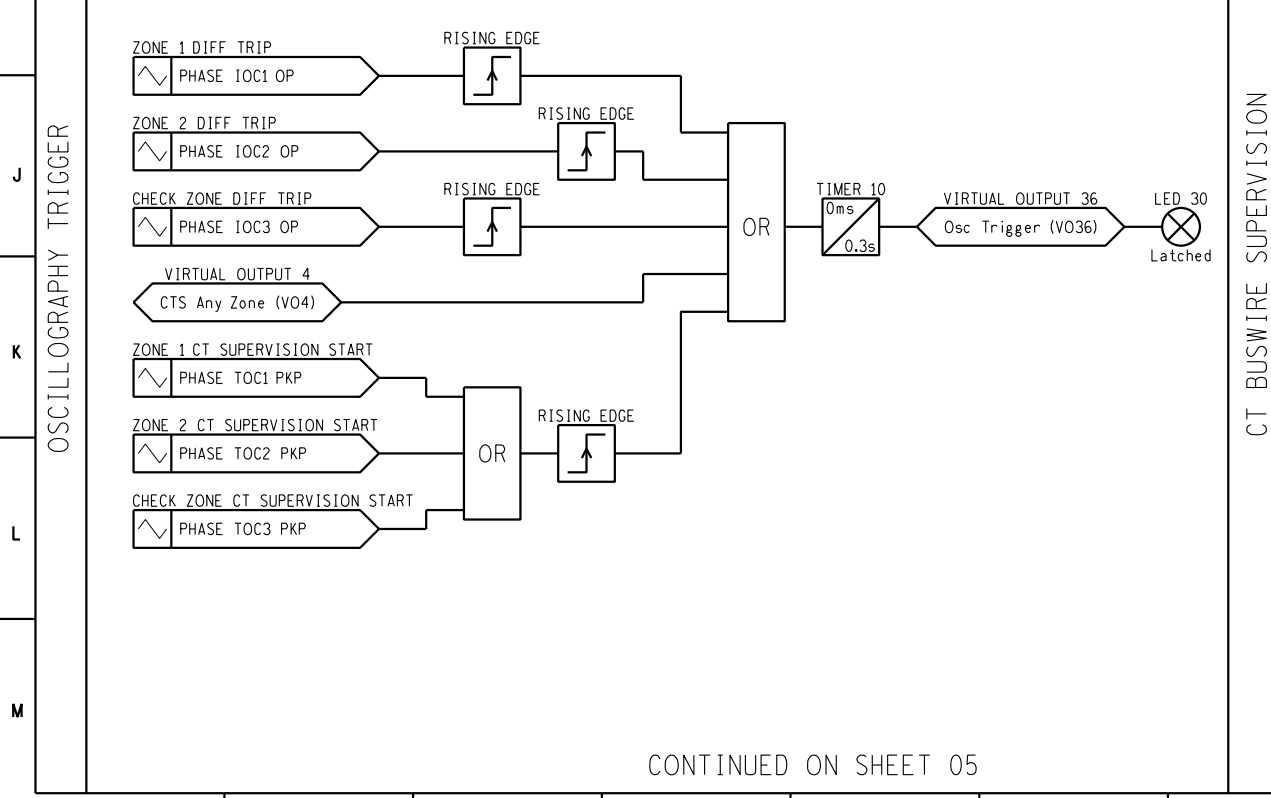 OSCILLOGRAPHY TRIGGER
J
K
L
M
ZONE 1 DIFF TRIP
PHASE IOC1 OP
RISING EDGE
ZONE 2 DIFF TRIP
PHASE IOC2 OP
RISING EDGE
CHECK ZONE DIFF TRIP
PHASE IOC3 OP
RISING EDGE
VIRTUAL OUTPUT 4
CTS Any Zone (VO4)
ZONE 1 CT SUPERVISION START
PHASE TOC1 PKP
ZONE 2 CT SUPERVISION START
PHASE TOC2 PKP
CHECK ZONE CT SUPERVISION START
PHASE TOC3 PKP
OR
RISING EDGE
OR
TIMER 10
0ms
0.3s
VIRTUAL OUTPUT 36
Osc Trigger (VO36)
LED 30
Latched
CT BUSWIRE SUPERVISION
CONTINUED ON SHEET 05